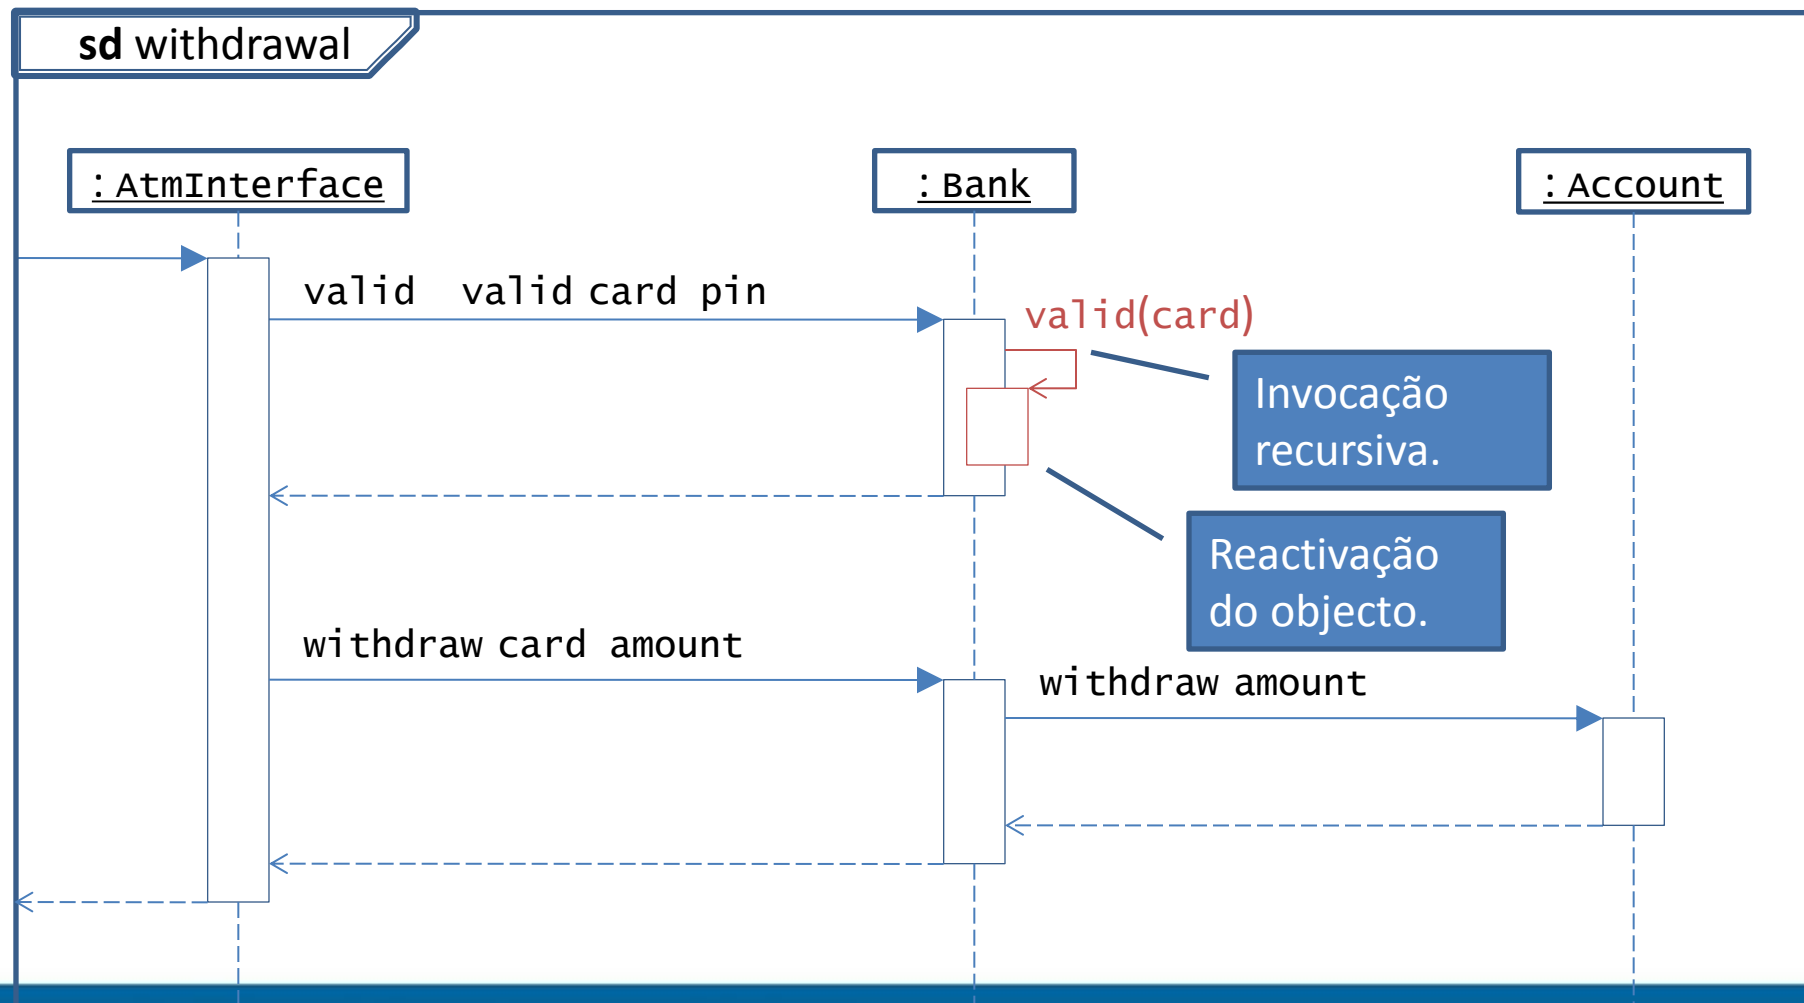 sd withdrawal
: AtmInterface
: Bank
: Account
valid valid card pin
valid(card)
Invocação
recursiva.
Reactivação
do objecto.
withdraw card amount
withdraw amount